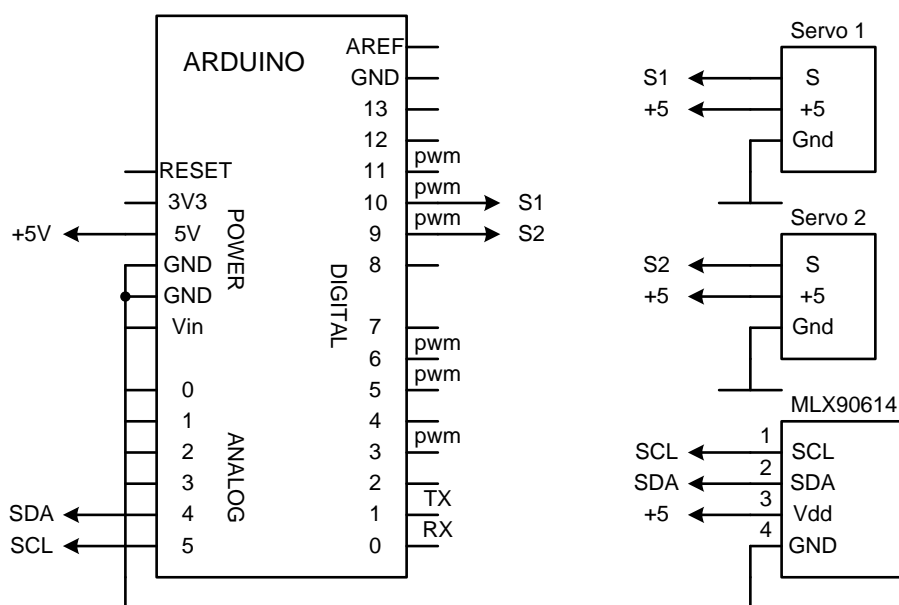 ARDUINO
AREF
GND
13
12
pwm
11
pwm
10
S1
pwm
9
S2
8
7
6
pwm
5
pwm
4
3
pwm
2
TX
1
RX
0
DIGITAL
RESET
3V3
+5V
5V
GND
GND
Vin
POWER
0
1
2
3
SDA
4
SCL
5
ANALOG
Servo 1
S1
S
+5
+5
Gnd
Servo 2
S2
S
+5
+5
Gnd
MLX90614
SCL
1
SCL
SDA
2
SDA
+5
3
Vdd
4
GND